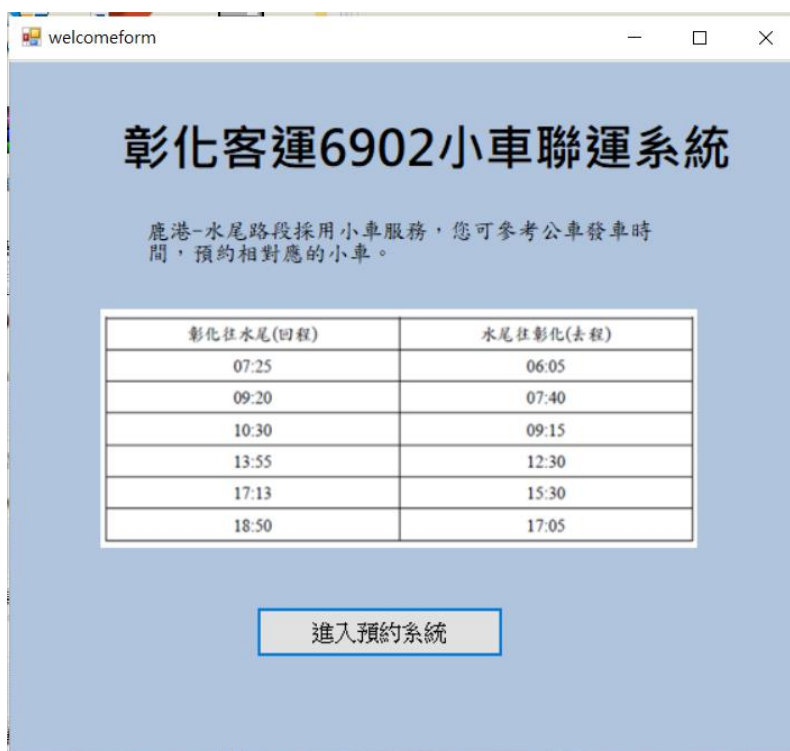 welcomeform
彰化客運6902小車聯運系統
鹿港-水尾路段採用小車服務，您可參考公車發車時
間，預約相對應的小車。
彰化往水尾(回程) 水尾往彰化(去程)
07:25 06:05
09:20 07:40
10:30 09:15
13:55 12:30
17:13 15:30
18:50 17:05
進入預約系統